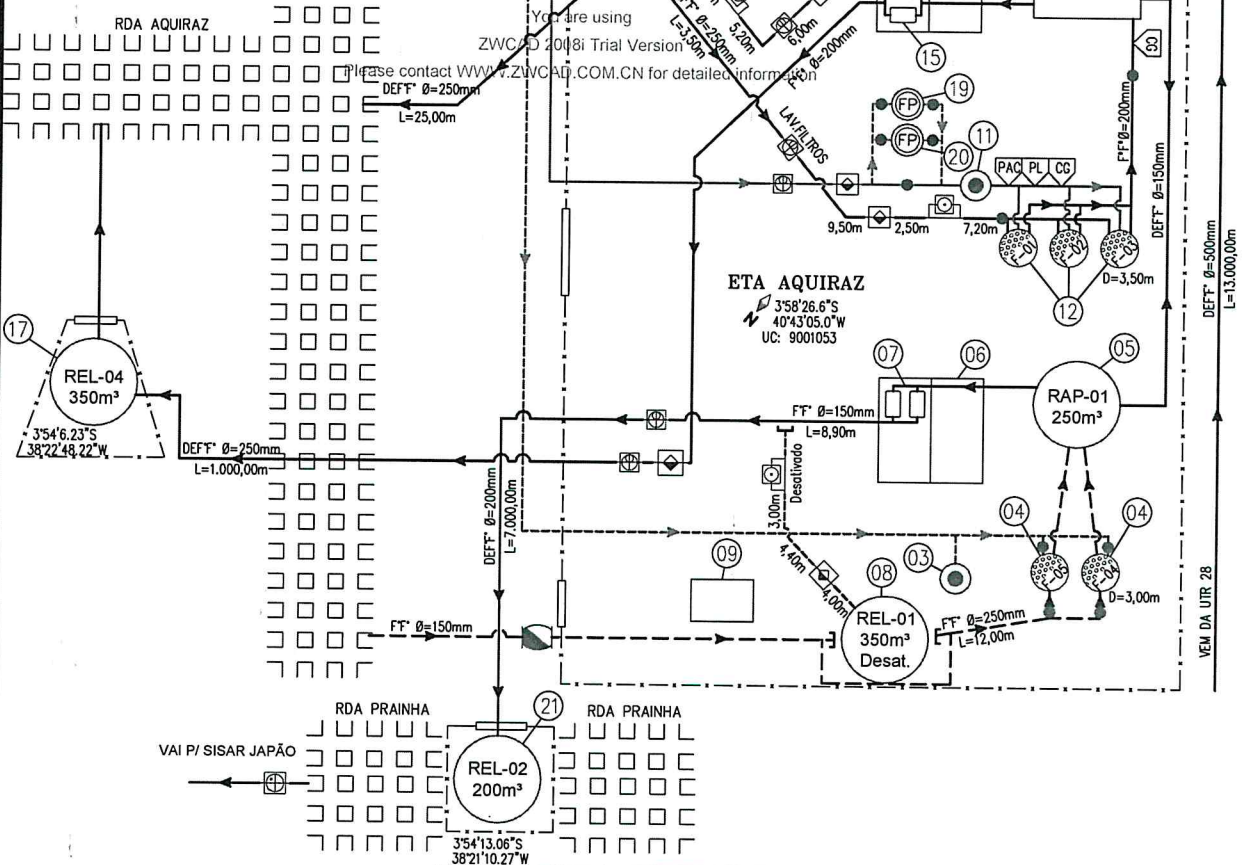 RDA AQUIRAZ
You are using
ZWCAD 2008i Trial Version
Please contact WWW.ZWCAD.COM.CN for detailed information
DEF°F° Ø=250mm
L=25,00m
F°F° Ø=250mm
L=3,50m
5,20m
6,00m
F°F° Ø=200mm
15
SO
19
FP
20
FP
11
LAV.FILTROS
PAC
PL
CG
F°F° Ø=200mm
DEF°F° Ø=150mm
9,50m
2,50m
7,20m
F-01
F-02
F-03
D=3,50m
12
DEF°F° Ø=500mm
L=13.000,00m
ETA AQUIRAZ
N
3°58'26.6"S
40°43'05.0"W
UC: 9001053
17
REL-04
350m³
3°54'6.23"S
38°22'48.22"W
DEF°F° Ø=250mm
L=1.000,00m
07
06
05
RAP-01
250m³
F°F° Ø=150mm
L=8,90m
Desativado
3,00m
4,40m
4,00m
DEF°F° Ø=200mm
L=7.000,00m
09
03
04
04
F-05
F-04
D=3,00m
08
REL-01
350m³
Desat.
F°F° Ø=250mm
L=12,00m
F°F° Ø=150mm
VEM DA UTR 28
RDA PRAINHA
21
RDA PRAINHA
VAI P/ SISAR JAPÃO
REL-02
200m³
3°54'13.06"S
38°21'10.27"W